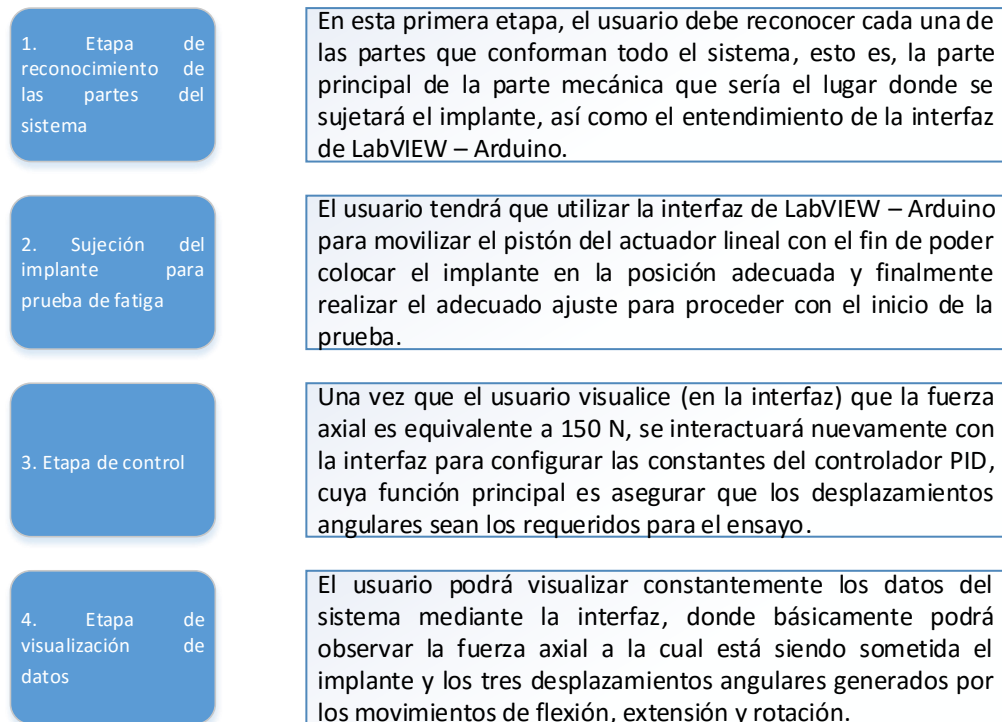 1. Etapa de
reconocimiento de
las partes del
sistema
En esta primera etapa, el usuario debe reconocer cada una de
las partes que conforman todo el sistema, esto es, la parte
principal de la parte mecánica que sería el lugar donde se
sujetará el implante, así como el entendimiento de la interfaz
de LabVIEW – Arduino.
2. Sujeción del
implante para
prueba de fatiga
El usuario tendrá que utilizar la interfaz de LabVIEW – Arduino
para movilizar el pistón del actuador lineal con el fin de poder
colocar el implante en la posición adecuada y finalmente
realizar el adecuado ajuste para proceder con el inicio de la
prueba.
3. Etapa de control
Una vez que el usuario visualice (en la interfaz) que la fuerza
axial es equivalente a 150 N, se interactuará nuevamente con
la interfaz para configurar las constantes del controlador PID,
cuya función principal es asegurar que los desplazamientos
angulares sean los requeridos para el ensayo.
4. Etapa de
visualización de
datos
El usuario podrá visualizar constantemente los datos del
sistema mediante la interfaz, donde básicamente podrá
observar la fuerza axial a la cual está siendo sometida el
implante y los tres desplazamientos angulares generados por
los movimientos de flexión, extensión y rotación.